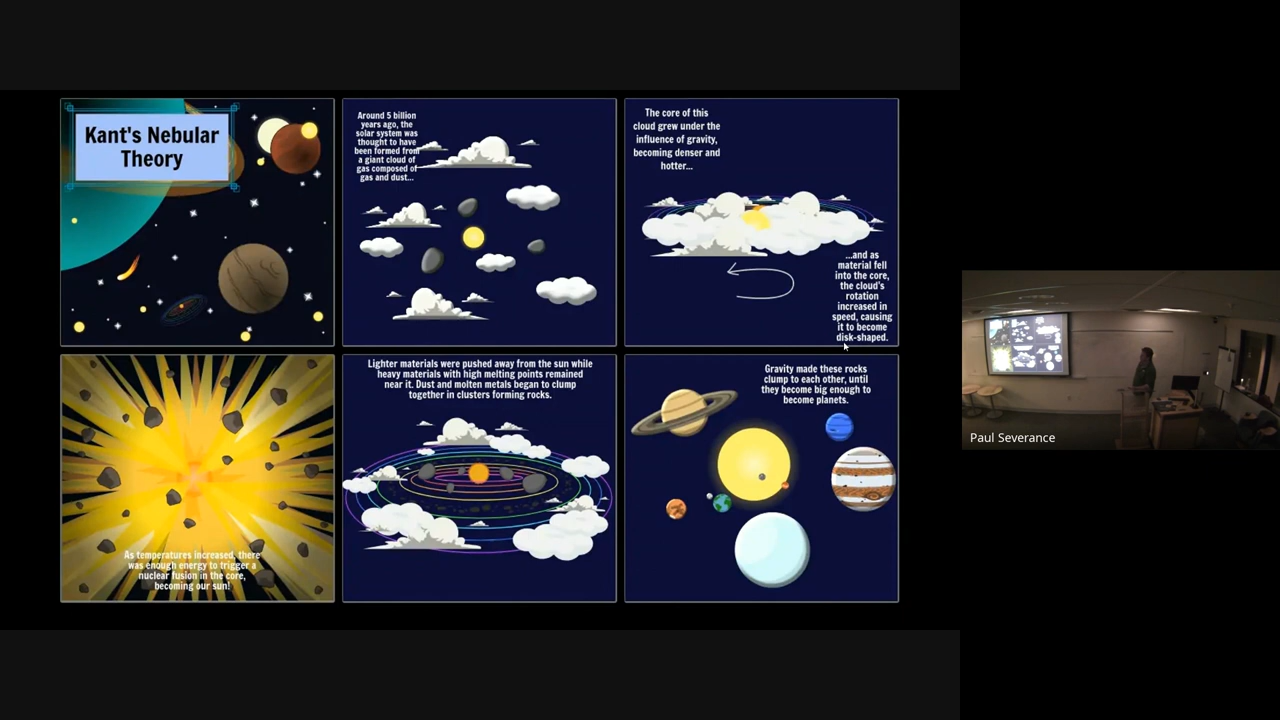 Kant's Nebular
Theory
Around 5 billion
years ago, the
solar system was
thought to have
been formed from
a giant cloud of
gas composed of
gas and dust...
The core of this
cloud grew under the
influence of gravity,
becoming denser and
hotter...
...and as
material fell
into the core,
the cloud's
rotation
increased in
speed, causing
it to become
disk-shaped.
As temperatures increased, there
was enough energy to trigger a
nuclear fusion in the core,
becoming our sun!
Lighter materials were pushed away from the sun while
heavy materials with high melting points remained
near it. Dust and molten metals began to clump
together in clusters forming rocks.
Gravity made these rocks
clump to each other, until
they become big enough to
become planets.
Paul Severance